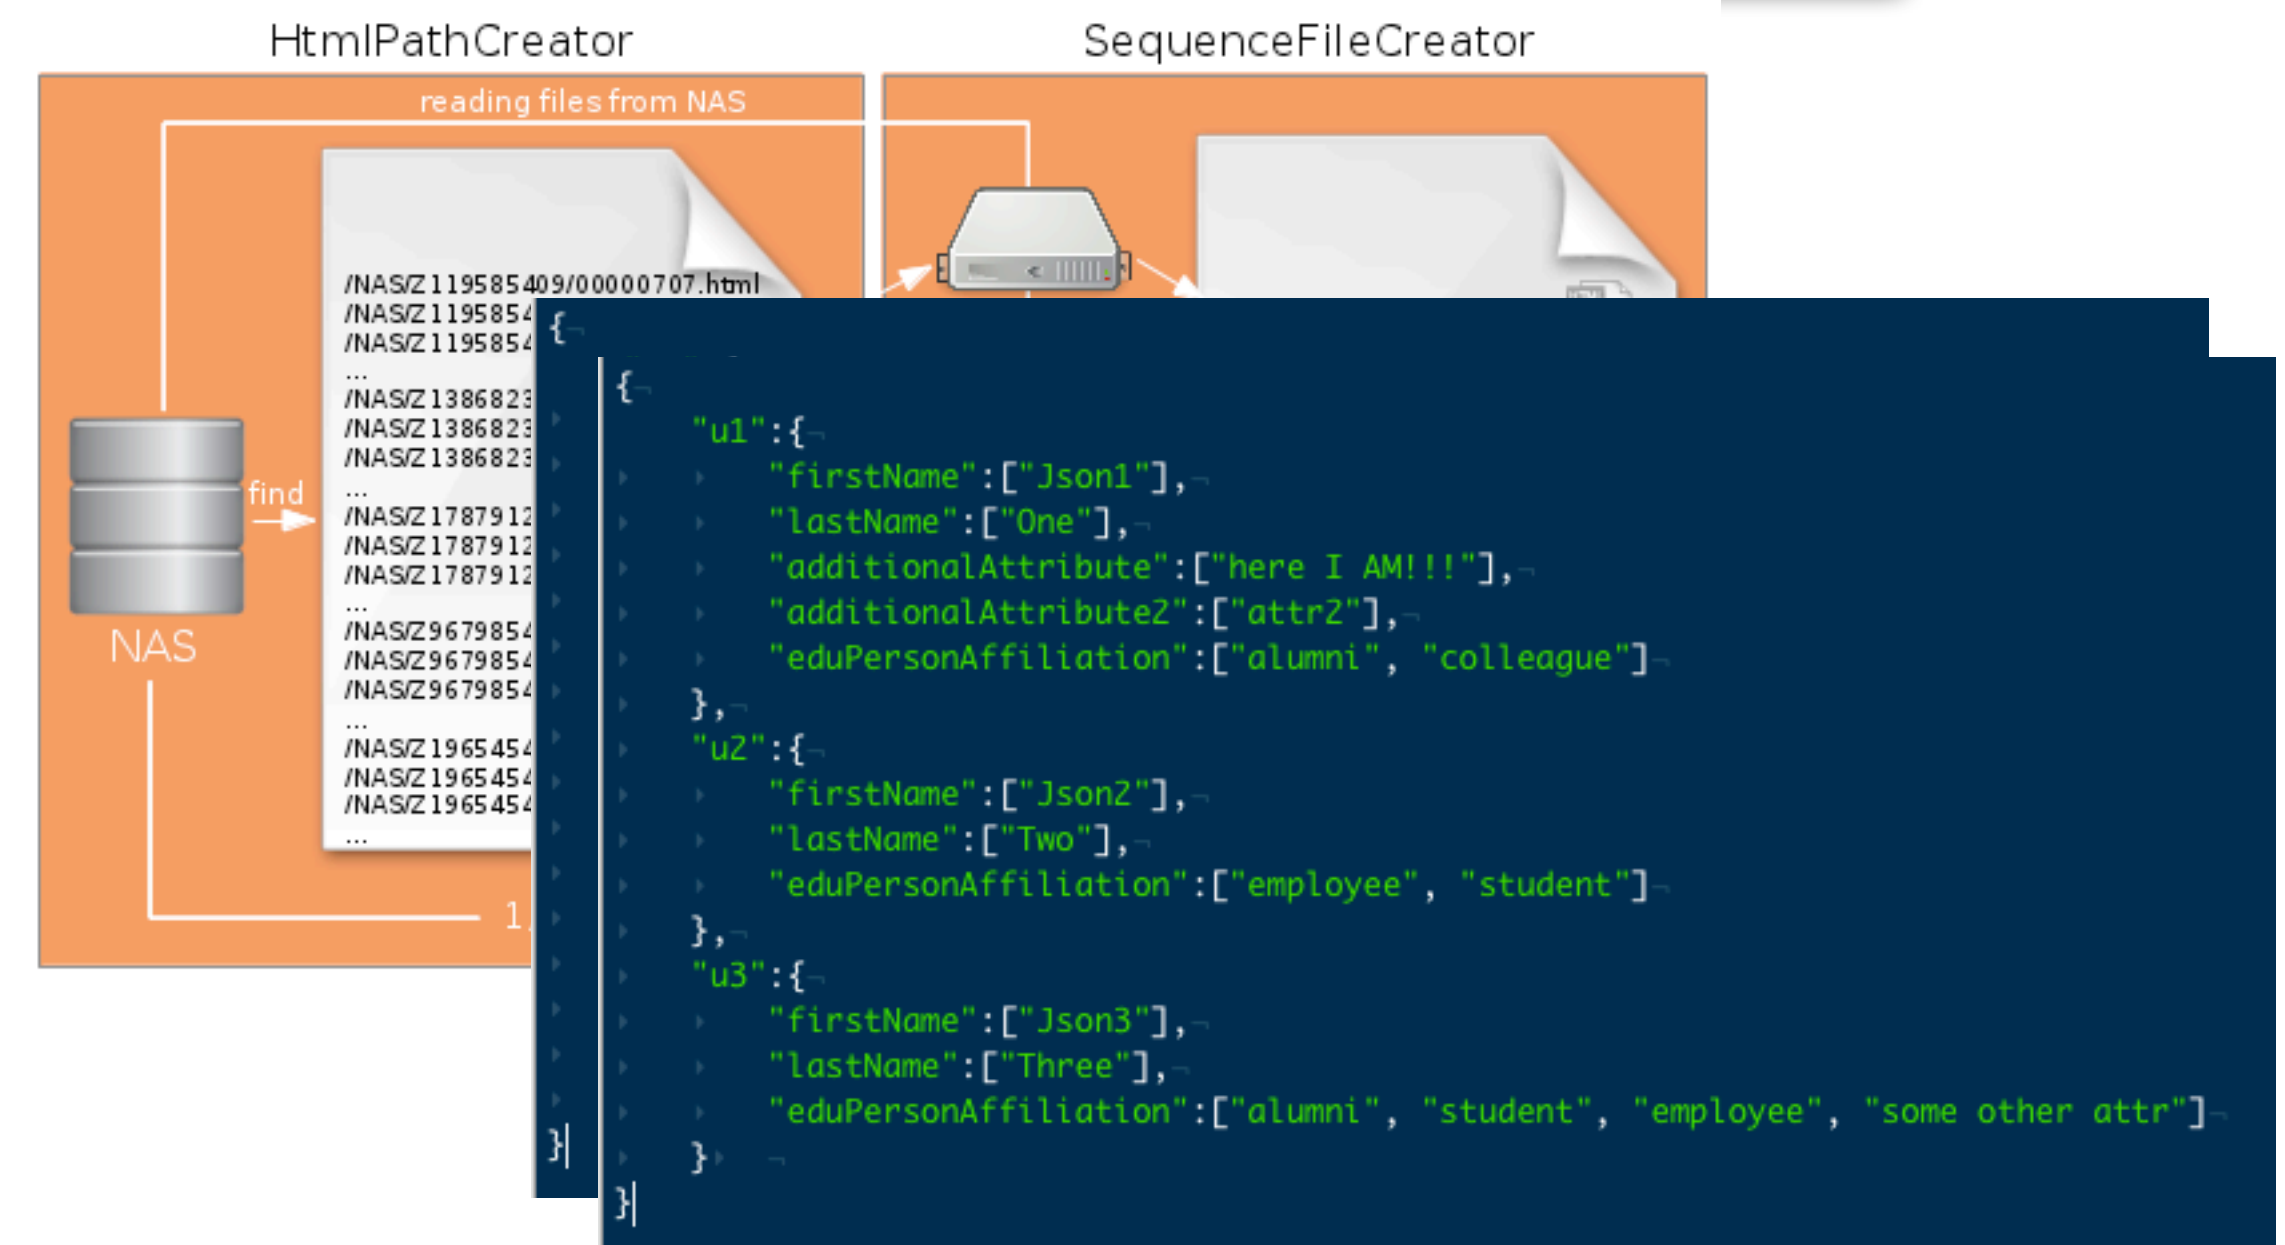 HtmlPathCreator
SequenceFileCreator
reading files from NAS
/NAS/Z119585409/00000707.html
/NAS/Z1195854
/NAS/Z1195854
...
/NAS/Z1386823
/NAS/Z1386823
/NAS/Z1386823
...
/NAS/Z1787912
/NAS/Z1787912
/NAS/Z1787912
...
/NAS/Z9679854
/NAS/Z9679854
/NAS/Z9679854
...
/NAS/Z1965454
/NAS/Z1965454
/NAS/Z1965454
...
find
NAS
1
{
}
{
"u1":{
"firstName":["Json1"],
"lastName":["One"],
"additionalAttribute":["here I AM!!!"],
"additionalAttribute2":["attr2"],
"eduPersonAffiliation":["alumni", "colleague"]
},
"u2":{
"firstName":["Json2"],
"lastName":["Two"],
"eduPersonAffiliation":["employee", "student"]
},
"u3":{
"firstName":["Json3"],
"lastName":["Three"],
"eduPersonAffiliation":["alumni", "student", "employee", "some other attr"]
}
}